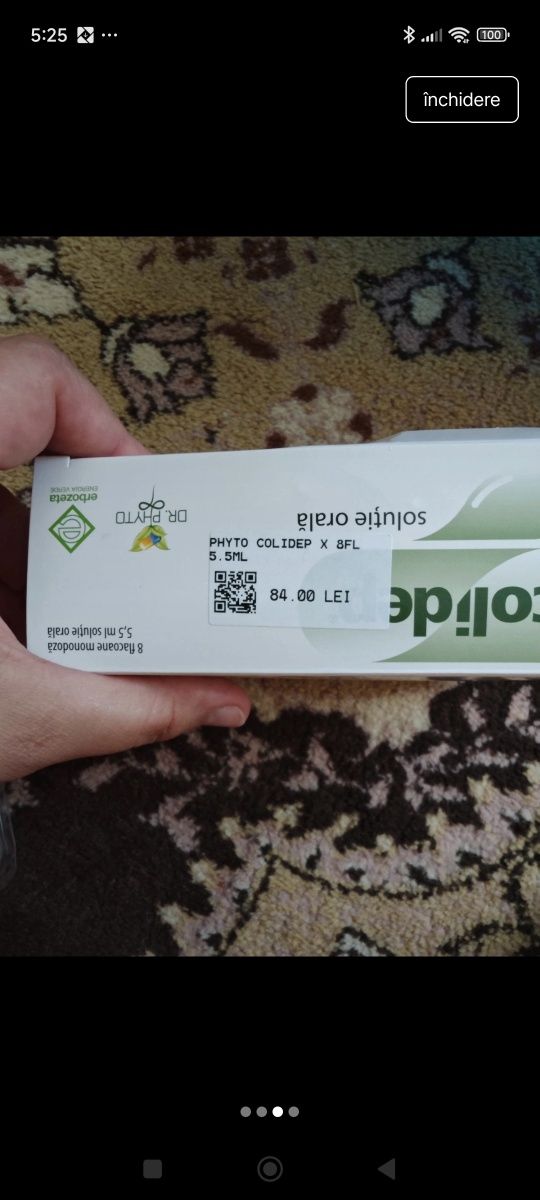 5:25
100
închidere
PHYTO COLIDEP X 8FL
5.5ML
84.00 LEI
colidep
soluție orală
DR. PHYTO
erbozeta
ENERGIA VERDE
8 flacoane monodoză
5,5 ml soluție orală